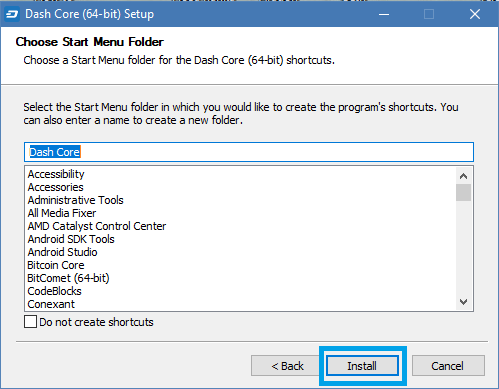 Dash Core (64-bit) Setup
Choose Start Menu Folder
Choose a Start Menu folder for the Dash Core (64-bit) shortcuts.
Select the Start Menu folder in which you would like to create the program's shortcuts. You
can also enter a name to create a new folder.
Dash Core
Accessibility
Accessories
Administrative Tools
All Media Fixer
AMD Catalyst Control Center
Android SDK Tools
Android Studio
Bitcoin Core
BitComet (64-bit)
CodeBlocks
Conexant
Do not create shortcuts
< Back
Install
Cancel